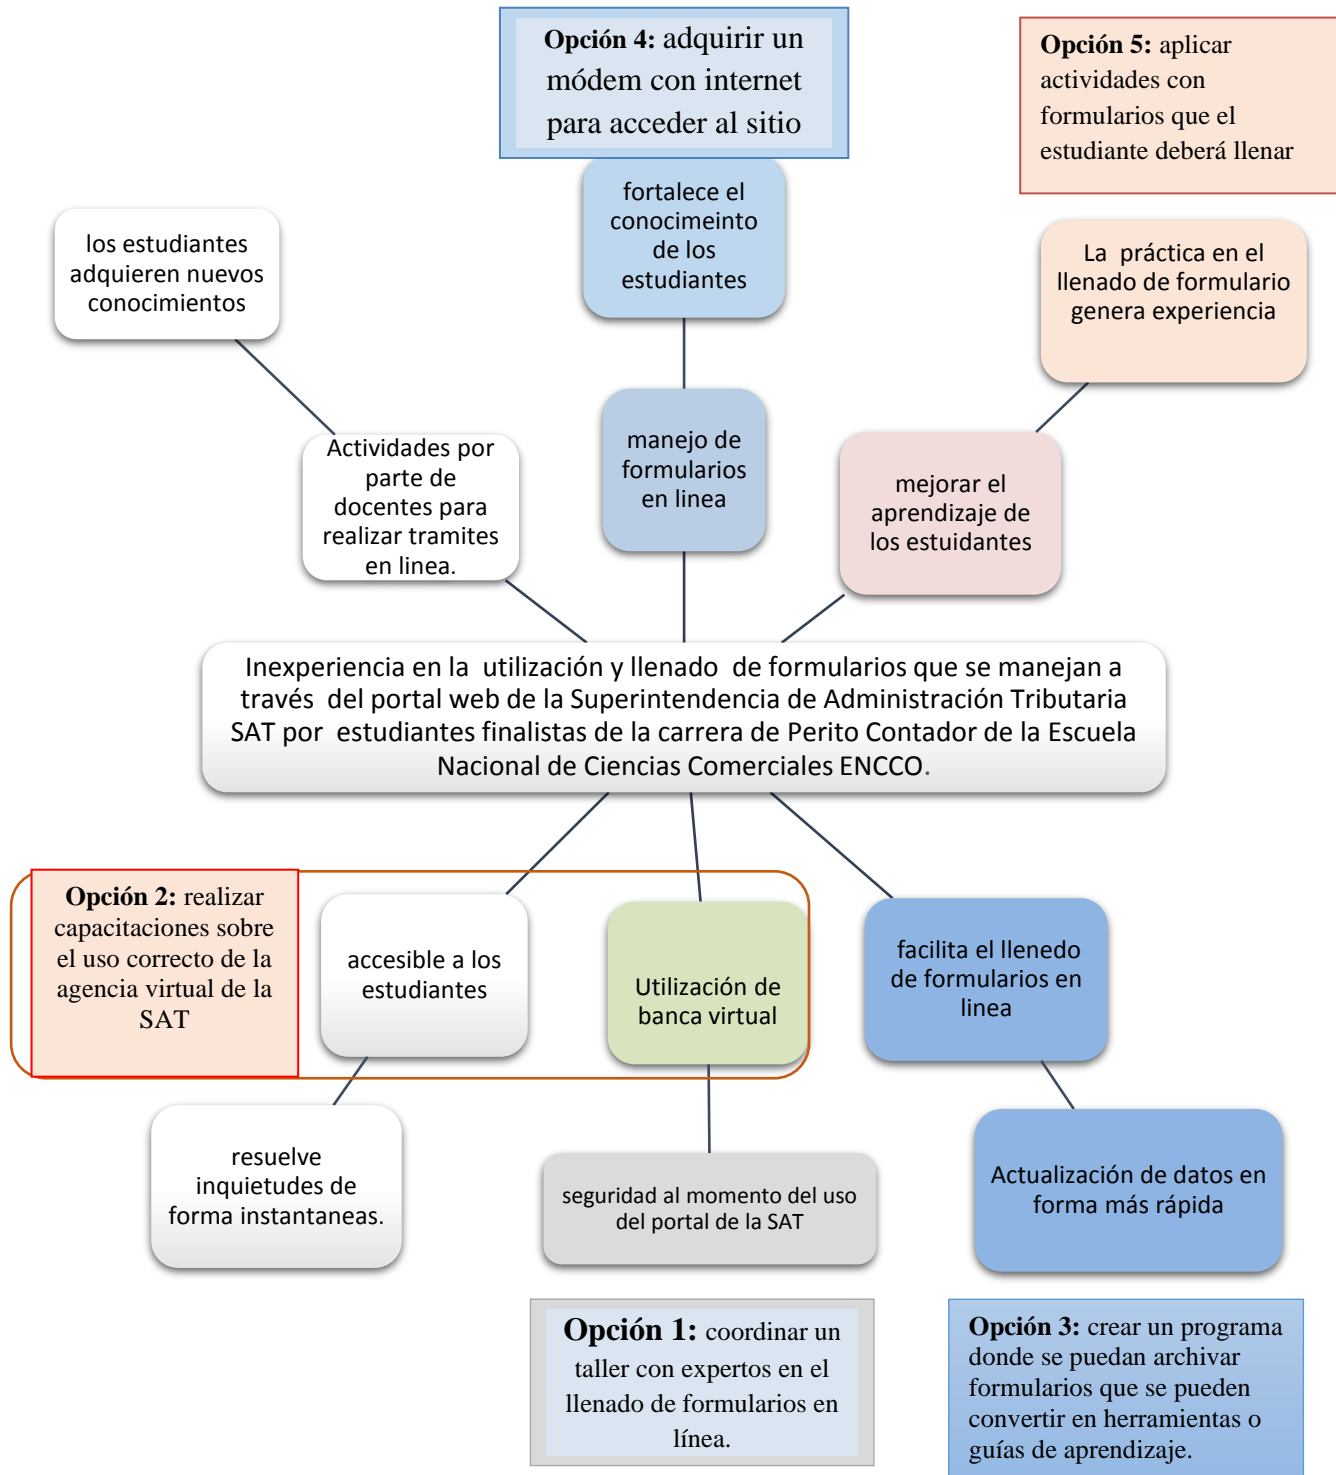 Opción 4: adquirir un
módem con internet
para acceder al sitio
Opción 5: aplicar
actividades con
formularios que el
estudiante deberá llenar
fortalece el
conocimeinto
de los
estudiantes
los estudiantes
adquieren nuevos
conocimientos
La práctica en el
llenado de formulario
genera experiencia
manejo de
formularios
en linea
Actividades por
parte de
docentes para
realizar tramites
en linea.
mejorar el
aprendizaje de
los estuidantes
Inexperiencia en la utilización y llenado de formularios que se manejan a
través del portal web de la Superintendencia de Administración Tributaria
SAT por estudiantes finalistas de la carrera de Perito Contador de la Escuela
Nacional de Ciencias Comerciales ENCCO.
Opción 2: realizar
capacitaciones sobre
el uso correcto de la
agencia virtual de la
SAT
accesible a los
estudiantes
Utilización de
banca virtual
facilita el llenedo
de formularios en
linea
resuelve
inquietudes de
forma instantaneas.
seguridad al momento del uso
del portal de la SAT
Actualización de datos en
forma más rápida
Opción 1: coordinar un
taller con expertos en el
llenado de formularios en
línea.
Opción 3: crear un programa
donde se puedan archivar
formularios que se pueden
convertir en herramientas o
guías de aprendizaje.